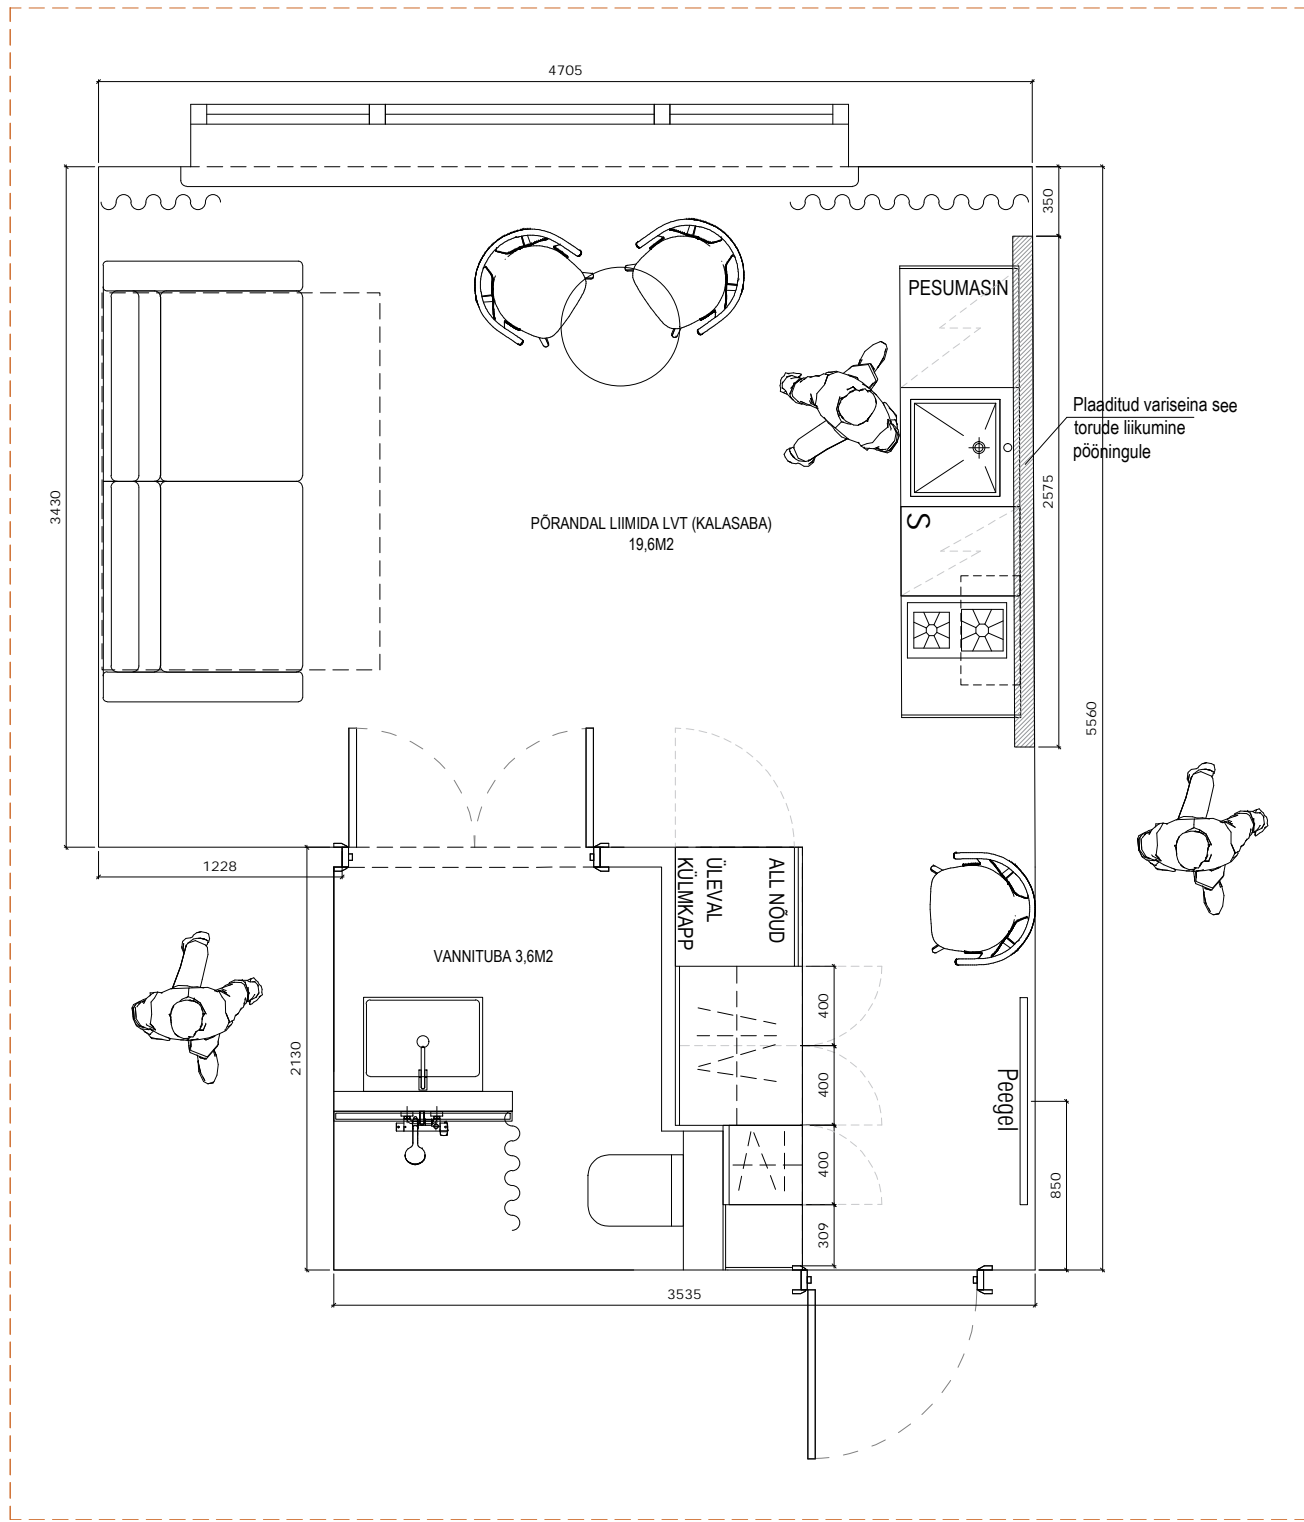 4705
350
PESUMASIN
Plaaditud variseina see
torude liikumine
pööningule
3430
2575
PÕRANDAL LIIMIDA LVT (KALASABA)
19,6M2
S
5560
1228
ALL NÕUD
ÜLEVAL
KÜLMKAPP
VANNITUBA 3,6M2
400
2130
400
Peegel
400
850
309
3535